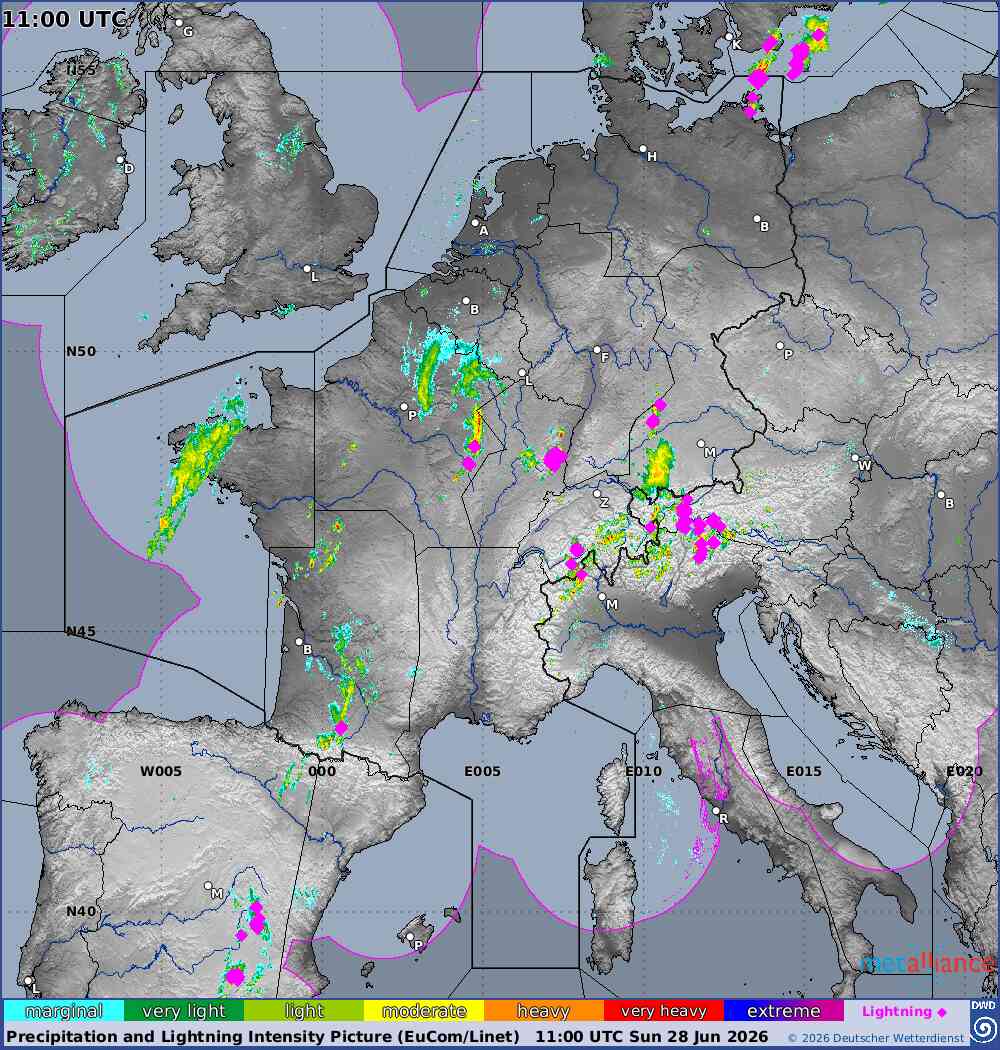 11:00 UTC
G
K
N55
D
H
A
B
L
B
N50
F
P
L
P
M
W
Z
B
M
N45
B
W005
000
E005
E010
E015
E020
R
M
N40
P
metalliance
L
marginal very light light moderate heavy very heavy extreme Lightning
DWD
Precipitation and Lightning Intensity Picture (EuCom/Linet) 11:00 UTC Sun 28 Jun 2026 © 2026 Deutscher Wetterdienst